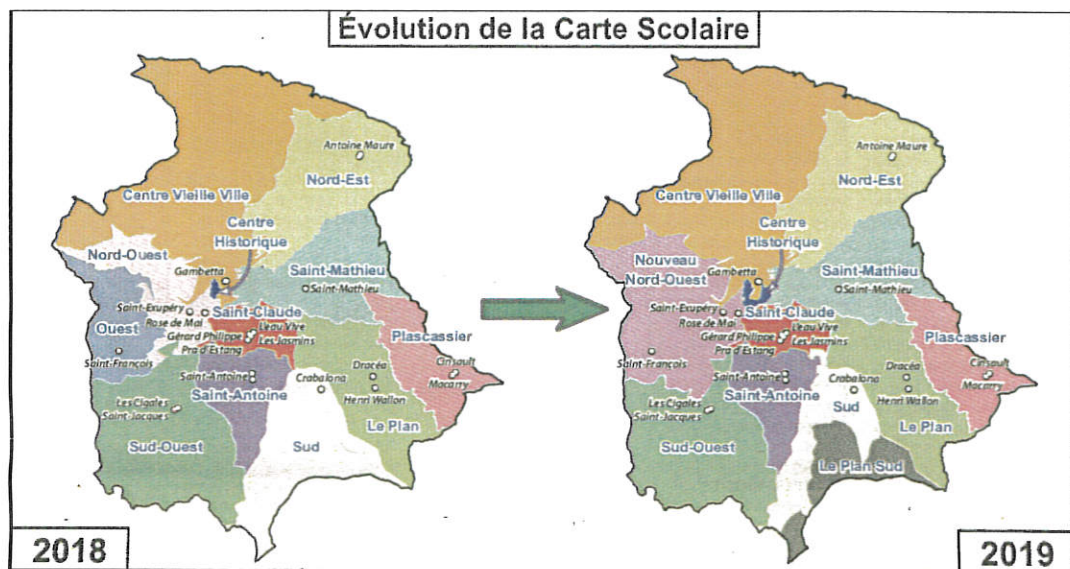 Évolution de la Carte Scolaire
Antoine Maure
Nord-Est
Centre Vieille Ville
Centre
Historique
Nord-Ouest
Gambetta
Saint-Mathieu
Saint-Mathieu
Saint-Exupéry
Saint-Claude
Rose de Mai
Ouest
L'eau Vive
Gérard Philippe
Les Jasmins
Pra d'Estang
Plascassier
Saint-François
Dracéa
Cinsault
Saint-Antoine
Crabalona
Macarry
Saint-Antoine
Henri Wallon
Les Cigales
Saint-Jacques
Le Plan
Sud-Ouest
Sud
2018
Antoine Maure
Nord-Est
Centre Vieille Ville
Centre
Historique
Nouveau
Nord-Ouest
Gambetta
Saint-Mathieu
Saint-Mathieu
Saint-Exupéry
Saint-Claude
Rose de Mai
L'eau Vive
Gérard Philippe
Les Jasmins
Pra d'Estang
Plascassier
Saint-François
Dracéa
Cinsault
Saint-Antoine
Crabalona
Macarry
Saint-Antoine
Henri Wallon
Sud
Les Cigales
Saint-Jacques
Le Plan
Sud-Ouest
Le Plan Sud
2019